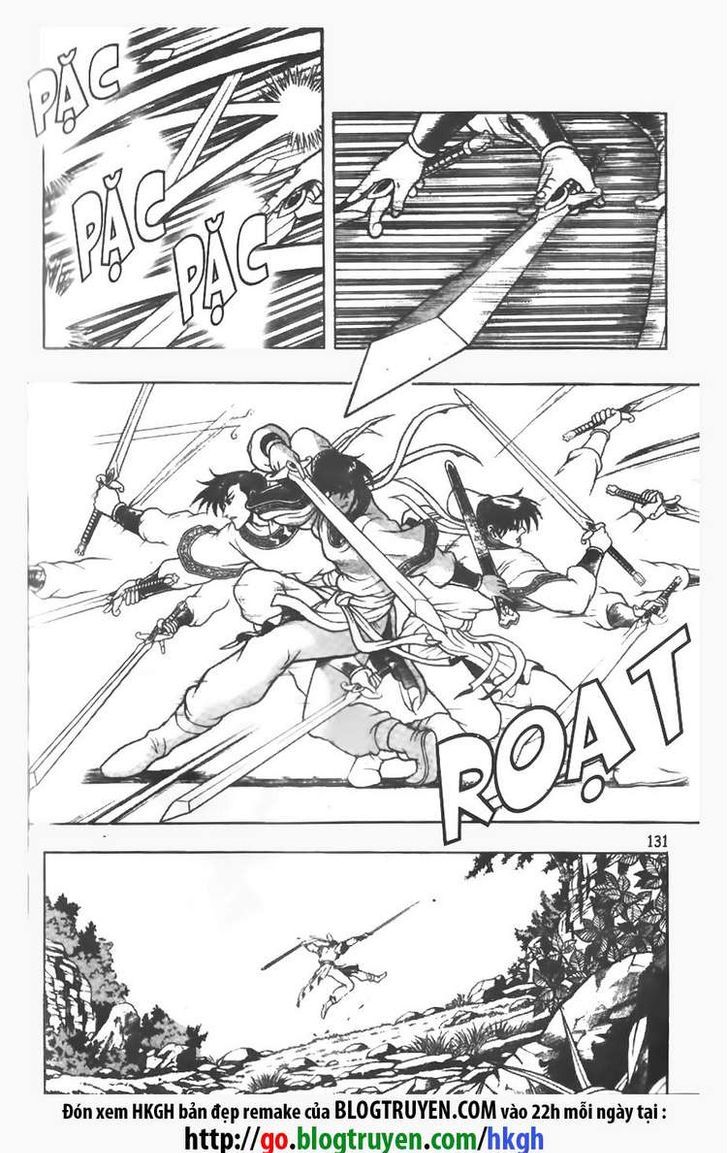 PẶC
PẶC
PẶC
ROẠT
131
Đón xem HKGH bản đẹp remake của BLOGTRUYEN.COM vào 22h mỗi ngày tại :
http://go.blogtruyen.com/hkgh